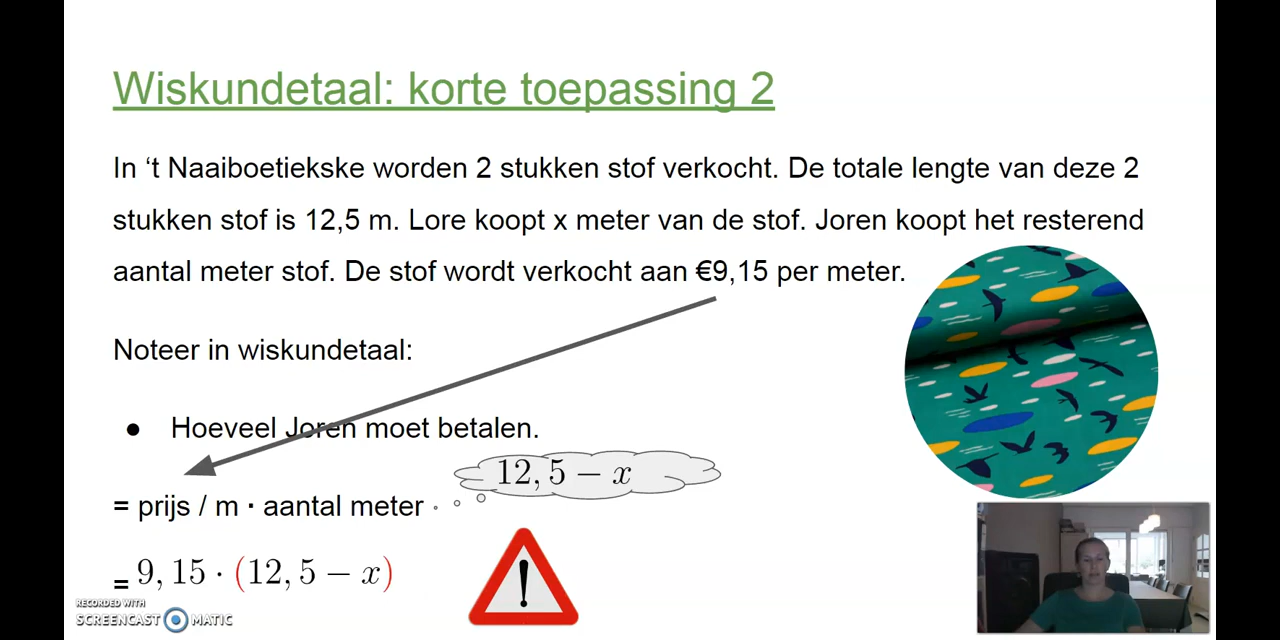 Wiskundetaal: korte toepassing 2
In ‘t Naaiboetiekske worden 2 stukken stof verkocht. De totale lengte van deze 2
stukken stof is 12,5 m. Lore koopt x meter van de stof. Joren koopt het resterend
aantal meter stof. De stof wordt verkocht aan €9,15 per meter.
Noteer in wiskundetaal:
● Hoeveel Joren moet betalen.
12, 5 − x
= prijs / m · aantal meter
= 9, 15 · (12, 5 − x)
!
RECORDED WITH
SCREENCAST MATIC